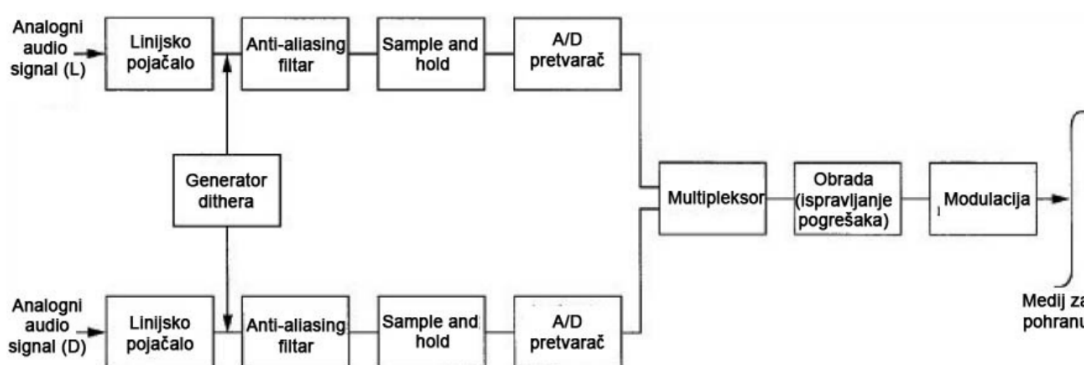 Analogni
audio
signal (L)
Linijsko
pojačalo
Anti-aliasing
filtar
Sample and
hold
A/D
pretvarač
Generator
dithera
Multipleksor
Obrada
(ispravljanje
pogrešaka)
Modulacija
Medij za
pohranu
Analogni
audio
signal (D)
Linijsko
pojačalo
Anti-aliasing
filtar
Sample and
hold
A/D
pretvarač